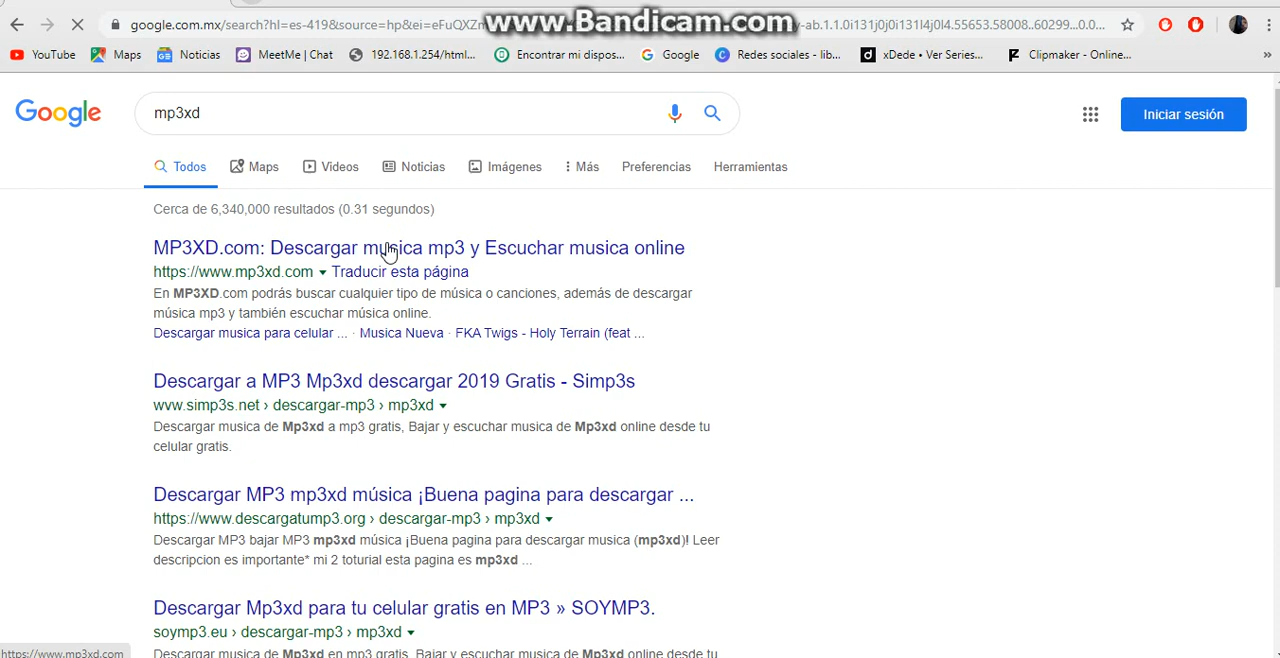 www.Bandicam.com
google.com.mx/search?hl=es-419&source=hp&ei=eFuQXZ
y-ab.1.1.0i131j0j0i131l4j0l4.55653.58008..60299...0.0...
YouTube Maps Noticias MeetMe | Chat 192.168.1.254/html... Encontrar mi dispos... Google Redes sociales - lib... xDede • Ver Series... Clipmaker - Online... »
Google mp3xd Iniciar sesión
Todos Maps Videos Noticias Imágenes Más Preferencias Herramientas
Cerca de 6,340,000 resultados (0.31 segundos)
MP3XD.com: Descargar musica mp3 y Escuchar musica online
https://www.mp3xd.com ▾ Traducir esta página
En MP3XD.com podrás buscar cualquier tipo de música o canciones, además de descargar
música mp3 y también escuchar música online.
Descargar musica para celular ... · Musica Nueva · FKA Twigs - Holy Terrain (feat ...
Descargar a MP3 Mp3xd descargar 2019 Gratis - Simp3s
www.simp3s.net › descargar-mp3 › mp3xd ▾
Descargar musica de Mp3xd a mp3 gratis, Bajar y escuchar musica de Mp3xd online desde tu
celular gratis.
Descargar MP3 mp3xd música ¡Buena pagina para descargar ...
https://www.descargatump3.org › descargar-mp3 › mp3xd ▾
Descargar MP3 bajar MP3 mp3xd música ¡Buena pagina para descargar musica (mp3xd)! Leer
descripcion es importante* mi 2 toturial esta pagina es mp3xd ...
Descargar Mp3xd para tu celular gratis en MP3 » SOYMP3.
soymp3.eu › descargar-mp3 › mp3xd ▾
Descargar musica de Mp3xd en mp3 gratis, Bajar y escuchar musica de Mp3xd online desde tu
https://www.mp3xd.com